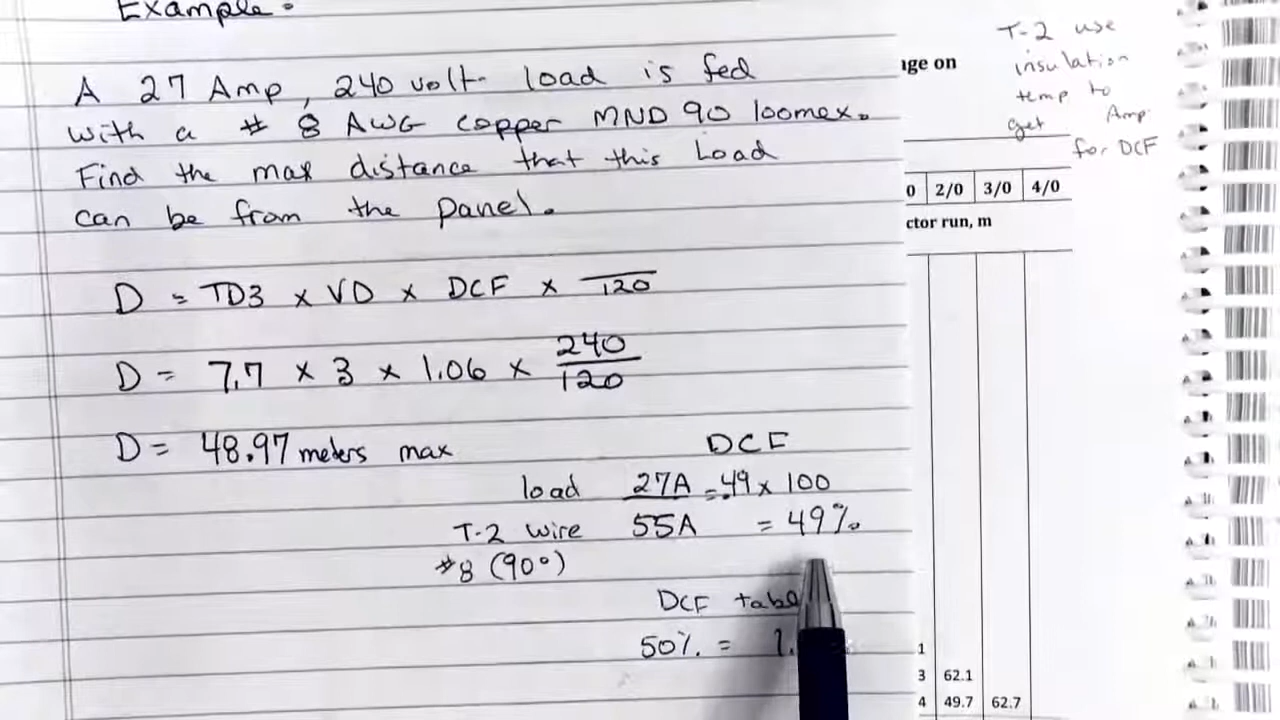 Example.
A 27 Amp, 240 volt load is fed
with a # 8 AWG copper MND 90 loomex.
Find the max distance that this Load
can be from the panel.
D = TD3 x VD x DCF x /120
D = 7.7 x 3 x 1.06 x 240/120
D = 48.97 meters max
DCF
load 27A = .49 x 100
T-2 wire 55A = 49%
#8 (90°)
DCF
50% = 1.
T-2 use
insulation
temp to
get Amp
for DCF
on
0 2/0 3/0 4/0
run, m
1
3 62.1
4 49.7 62.7